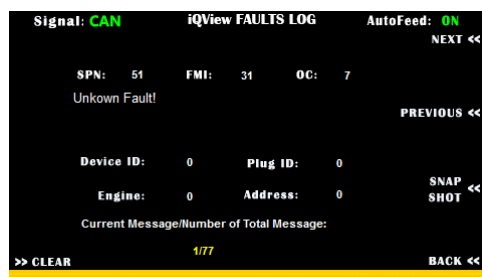 Signal: CAN iQView FAULTS LOG AutoFeed: ON
NEXT <<
SPN: 51 FMI: 31 OC: 7
Unkown Fault!
PREVIOUS <<
Device ID: 0 Plug ID: 0
SNAP SHOT <<
Engine: 0 Address: 0
Current Message/Number of Total Message:
1/77
>> CLEAR BACK <<